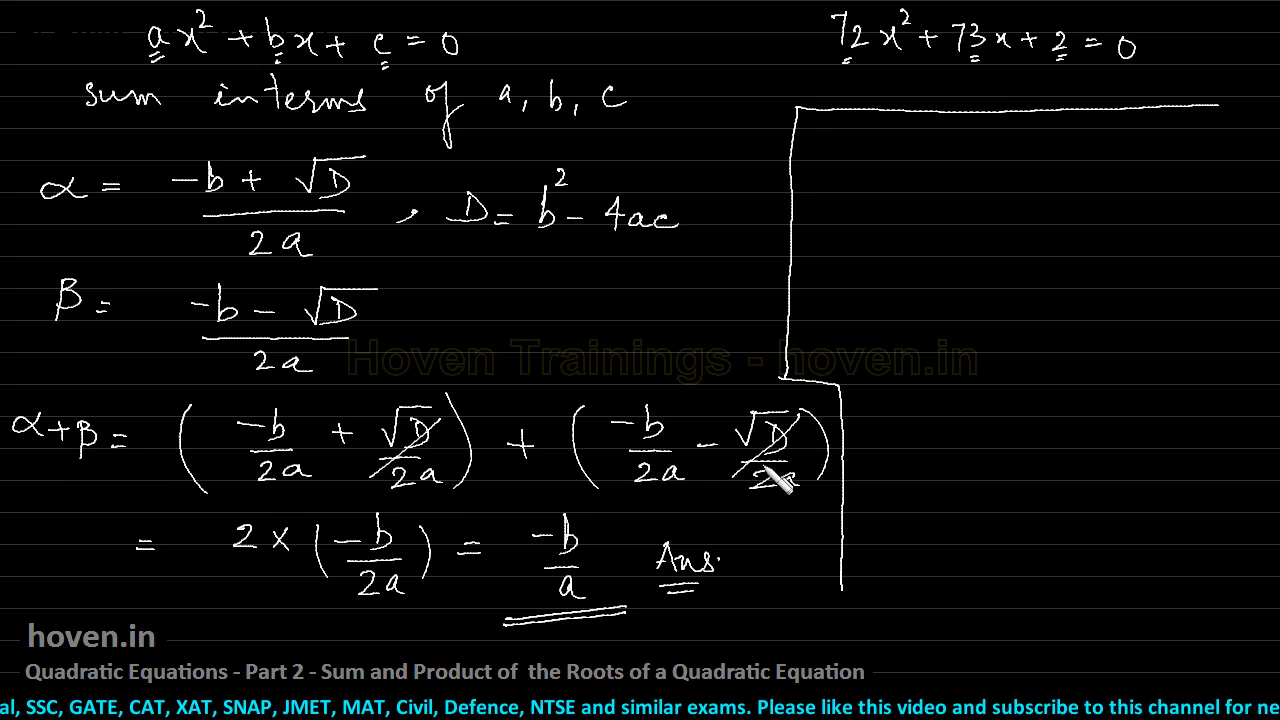 ax² + bx + c = 0
72x² + 73x + 2 = 0
sum interms of a, b, c
α = (-b + √D)/2a , D = b² - 4ac
β = (-b - √D)/2a
Hoven Trainings - hoven.in
α+β = (-b/2a + √D/2a) + (-b/2a - √D/2a)
= 2 × (-b/2a) = -b/a Ans.
hoven.in
Quadratic Equations - Part 2 - Sum and Product of the Roots of a Quadratic Equation
al, SSC, GATE, CAT, XAT, SNAP, JMET, MAT, Civil, Defence, NTSE and similar exams. Please like this video and subscribe to this channel for ne